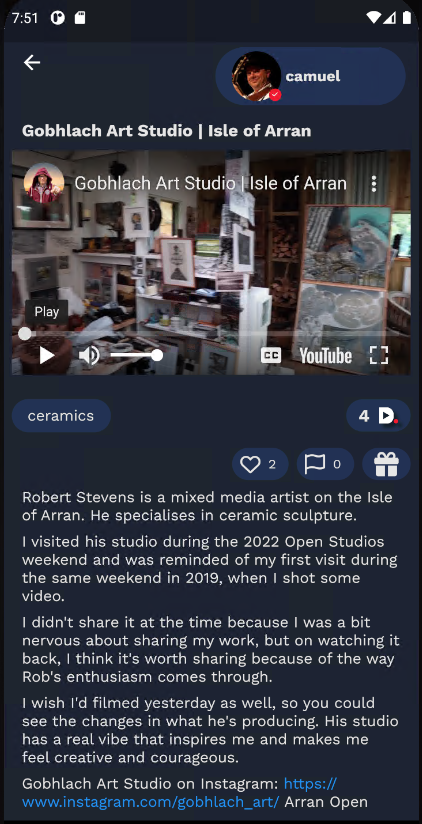 7:51
camuel
Gobhlach Art Studio | Isle of Arran
Gobhlach Art Studio | Isle of Arran
Play
CC YouTube
ceramics
4 D.
2
0
Robert Stevens is a mixed media artist on the Isle
of Arran. He specialises in ceramic sculpture.
I visited his studio during the 2022 Open Studios
weekend and was reminded of my first visit during
the same weekend in 2019, when I shot some
video.
I didn't share it at the time because I was a bit
nervous about sharing my work, but on watching it
back, I think it's worth sharing because of the way
Rob's enthusiasm comes through.
I wish I'd filmed yesterday as well, so you could
see the changes in what he's producing. His studio
has a real vibe that inspires me and makes me
feel creative and courageous.
Gobhlach Art Studio on Instagram: https://
www.instagram.com/gobhlach_art/ Arran Open